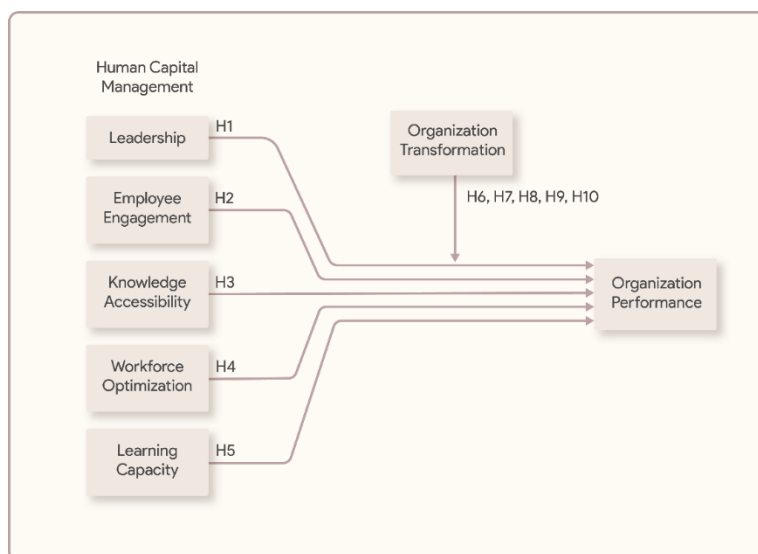 Human Capital
Management
Leadership
H1
Employee
Engagement
H2
Knowledge
Accessibility
H3
Workforce
Optimization
H4
Learning
Capacity
H5
Organization
Transformation
H6, H7, H8, H9, H10
Organization
Performance